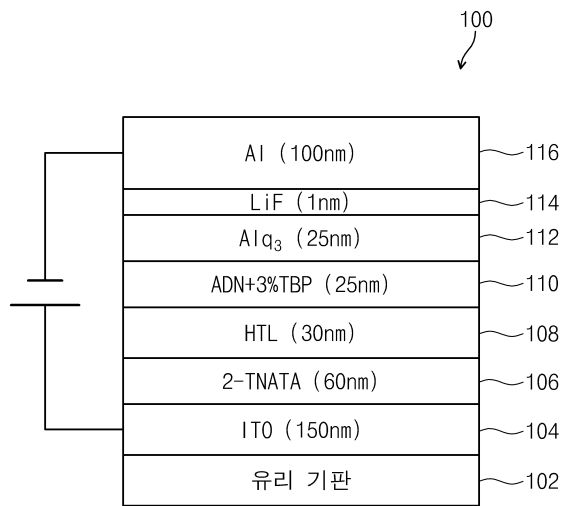 100
Al (100nm) 116
LiF (1nm) 114
Alq₃ (25nm) 112
ADN+3%TBP (25nm) 110
HTL (30nm) 108
2-TNATA (60nm) 106
ITO (150nm) 104
유리 기판 102